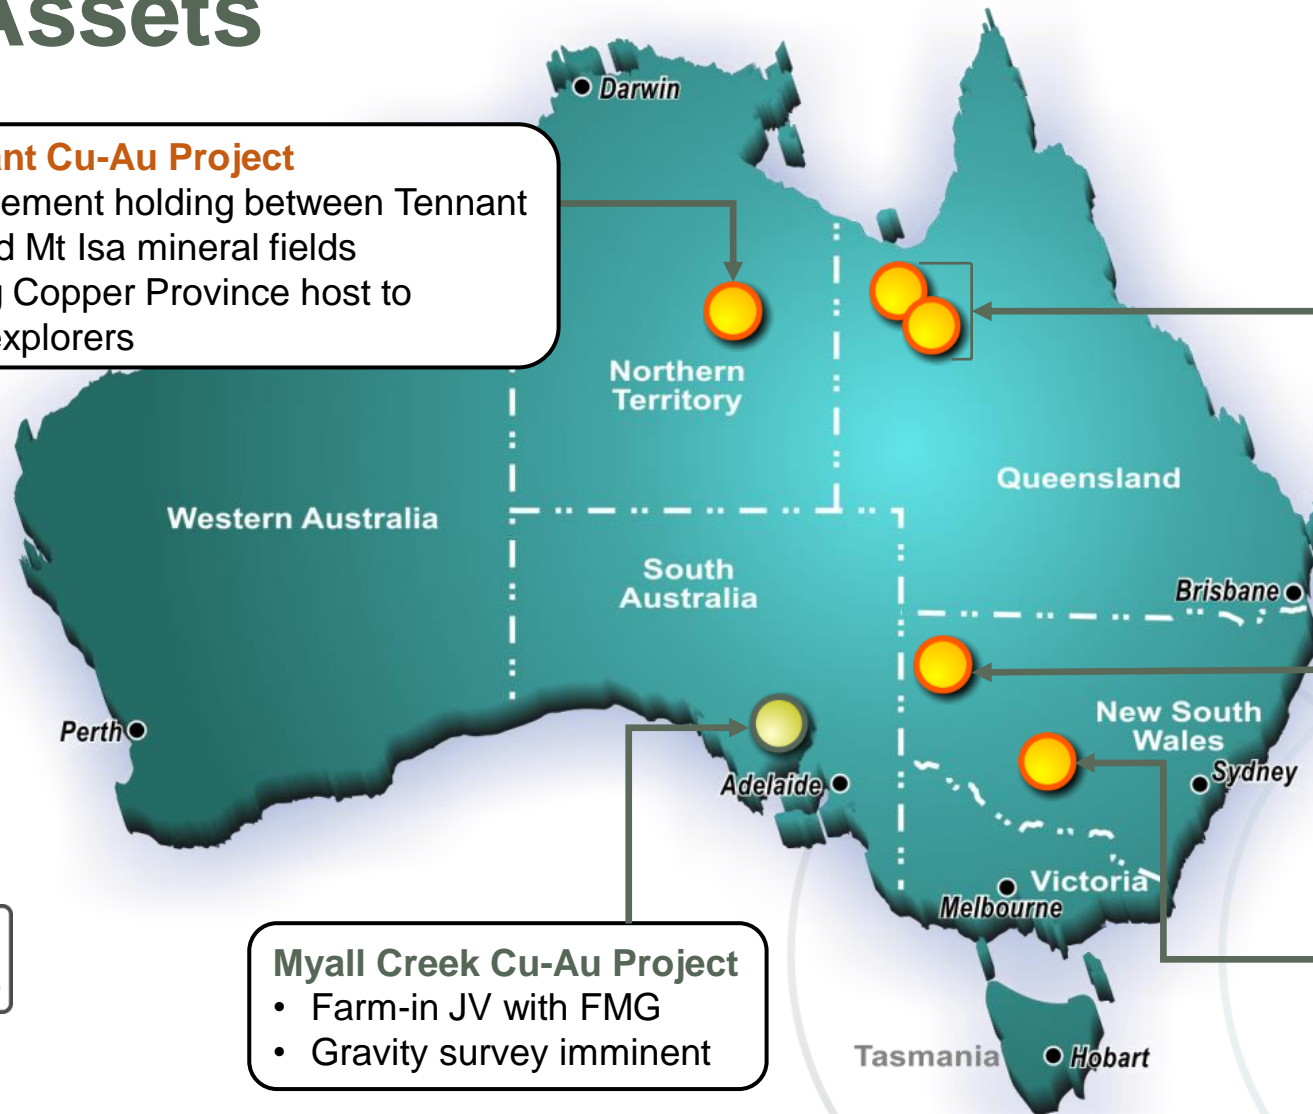 Assets
Darwin
ant Cu-Au Project
ement holding between Tennant
d Mt Isa mineral fields
g Copper Province host to
explorers
Northern
Territory
Queensland
Western Australia
South
Australia
Brisbane
New South
Wales
Perth
Adelaide
Sydney
Victoria
Melbourne
Myall Creek Cu-Au Project
• Farm-in JV with FMG
• Gravity survey imminent
Tasmania
Hobart